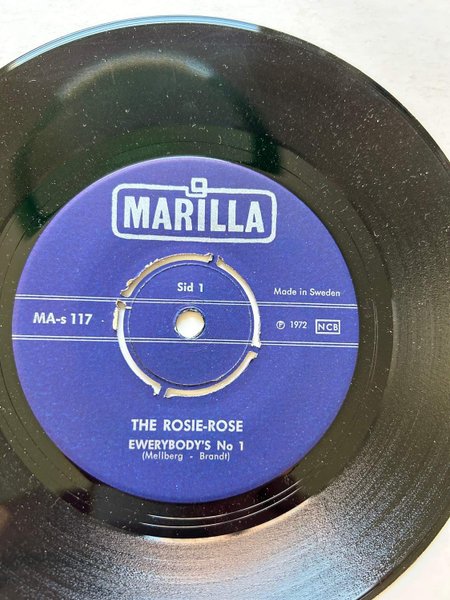 MARILLA
Sid 1
Made in Sweden
MA-s 117
Ⓟ 1972 NCB
THE ROSIE-ROSE
EWERYBODY'S No 1
(Mellberg - Brandt)